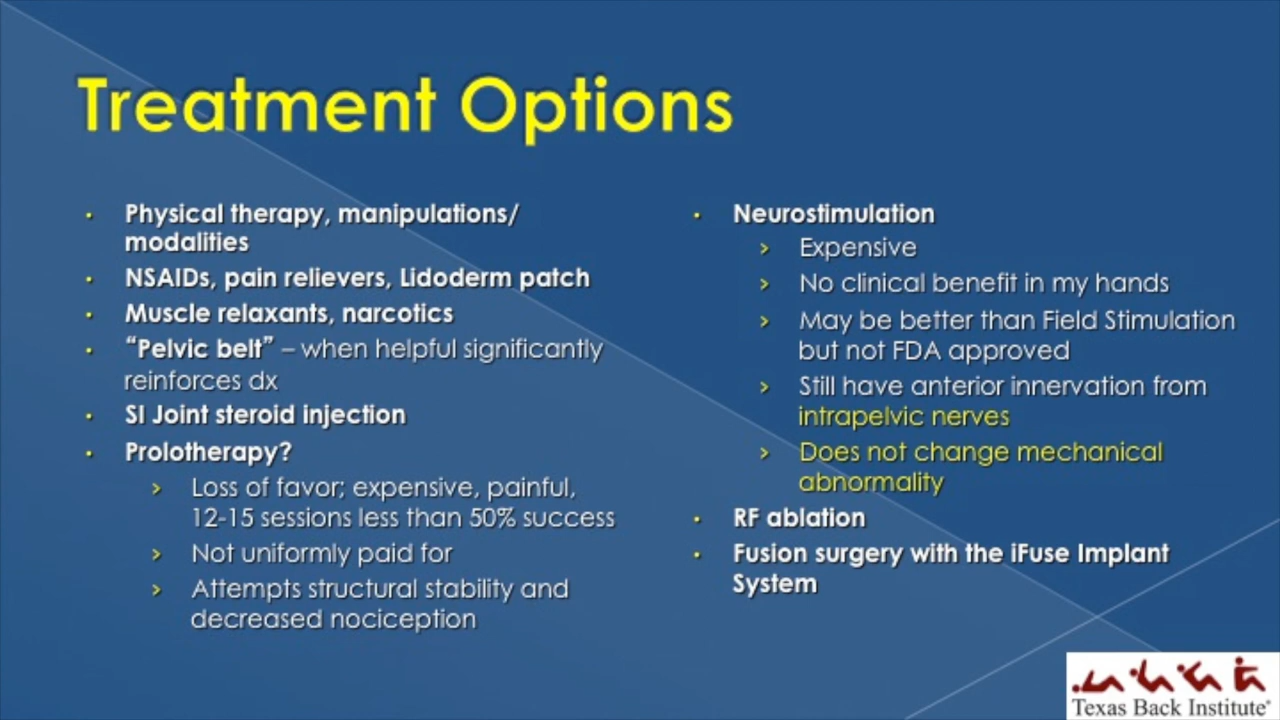 Treatment Options
• Physical therapy, manipulations/
modalities
• NSAIDs, pain relievers, Lidoderm patch
• Muscle relaxants, narcotics
• “Pelvic belt” – when helpful significantly
reinforces dx
• SI Joint steroid injection
• Prolotherapy?
› Loss of favor; expensive, painful,
12-15 sessions less than 50% success
› Not uniformly paid for
› Attempts structural stability and
decreased nociception
• Neurostimulation
› Expensive
› No clinical benefit in my hands
› May be better than Field Stimulation
but not FDA approved
› Still have anterior innervation from
intrapelvic nerves
› Does not change mechanical
abnormality
• RF ablation
• Fusion surgery with the iFuse Implant
System
Texas Back Institute®